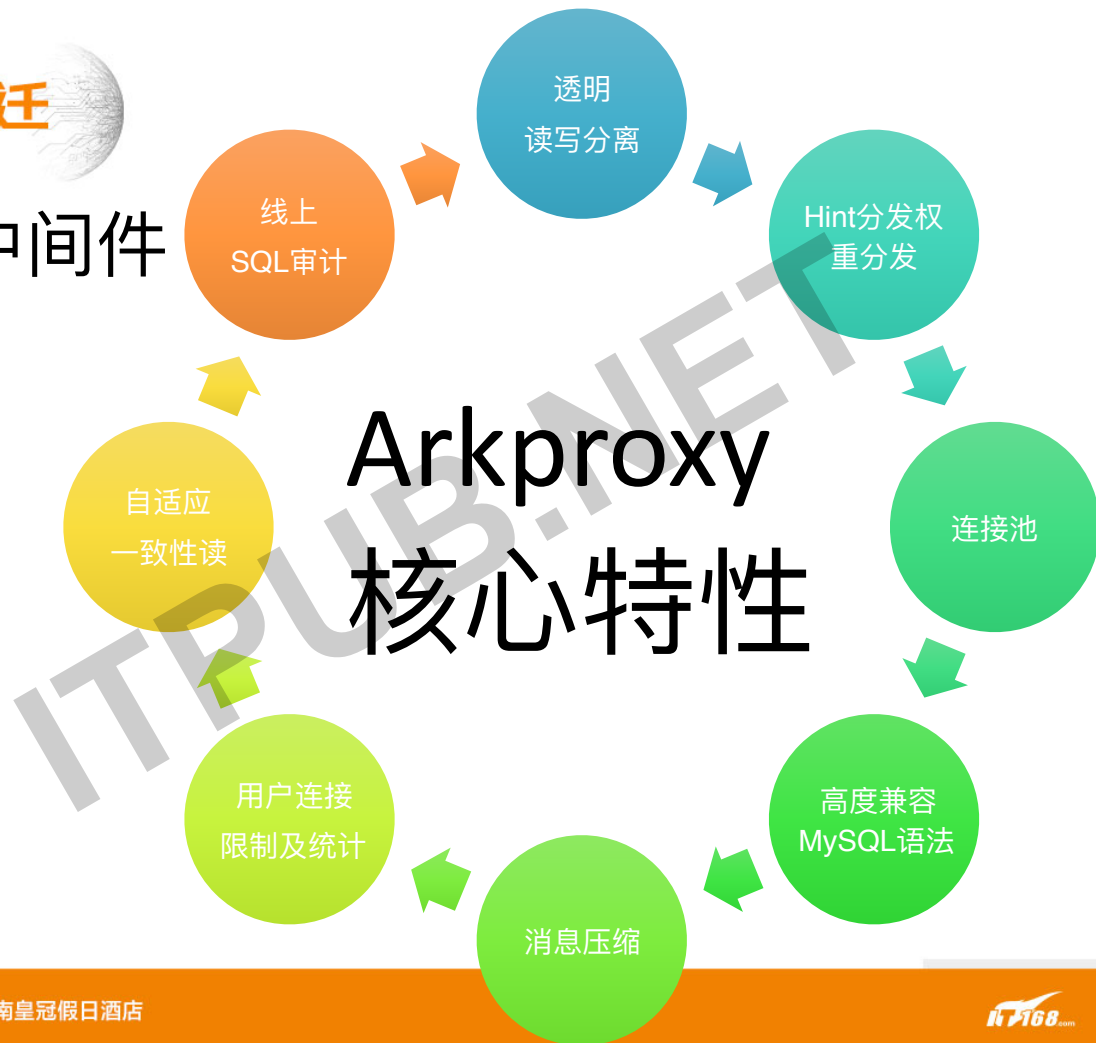 迁
中间件
透明
读写分离
Hint分发权
重分发
连接池
高度兼容
MySQL语法
消息压缩
用户连接
限制及统计
自适应
一致性读
线上
SQL审计
Arkproxy
核心特性
ITPUB.NET
南皇冠假日酒店
IT168.com